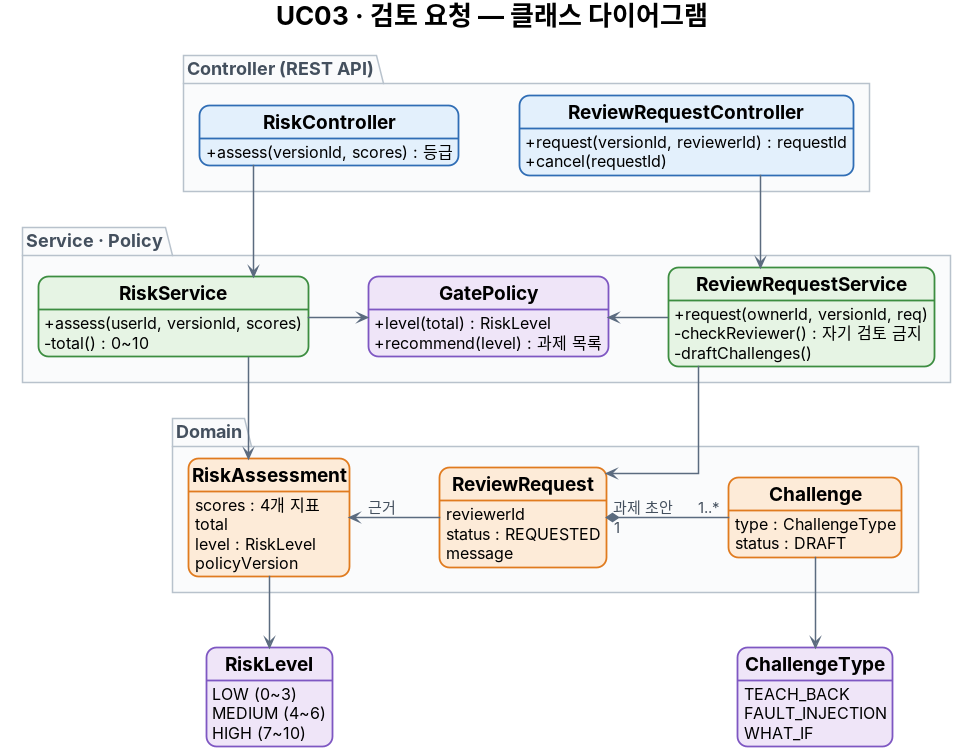 UC03 · 검토 요청 — 클래스 다이어그램
Controller (REST API)
RiskController
+assess(versionId, scores) : 등급
ReviewRequestController
+request(versionId, reviewerId) : requestId
+cancel(requestId)
Service · Policy
RiskService
+assess(userId, versionId, scores)
-total() : 0~10
GatePolicy
+level(total) : RiskLevel
+recommend(level) : 과제 목록
ReviewRequestService
+request(ownerId, versionId, req)
-checkReviewer() : 자기 검토 금지
-draftChallenges()
Domain
RiskAssessment
scores : 4개 지표
total
level : RiskLevel
policyVersion
근거
ReviewRequest
reviewerId
status : REQUESTED
message
과제 초안
1
1..*
Challenge
type : ChallengeType
status : DRAFT
RiskLevel
LOW (0~3)
MEDIUM (4~6)
HIGH (7~10)
ChallengeType
TEACH_BACK
FAULT_INJECTION
WHAT_IF